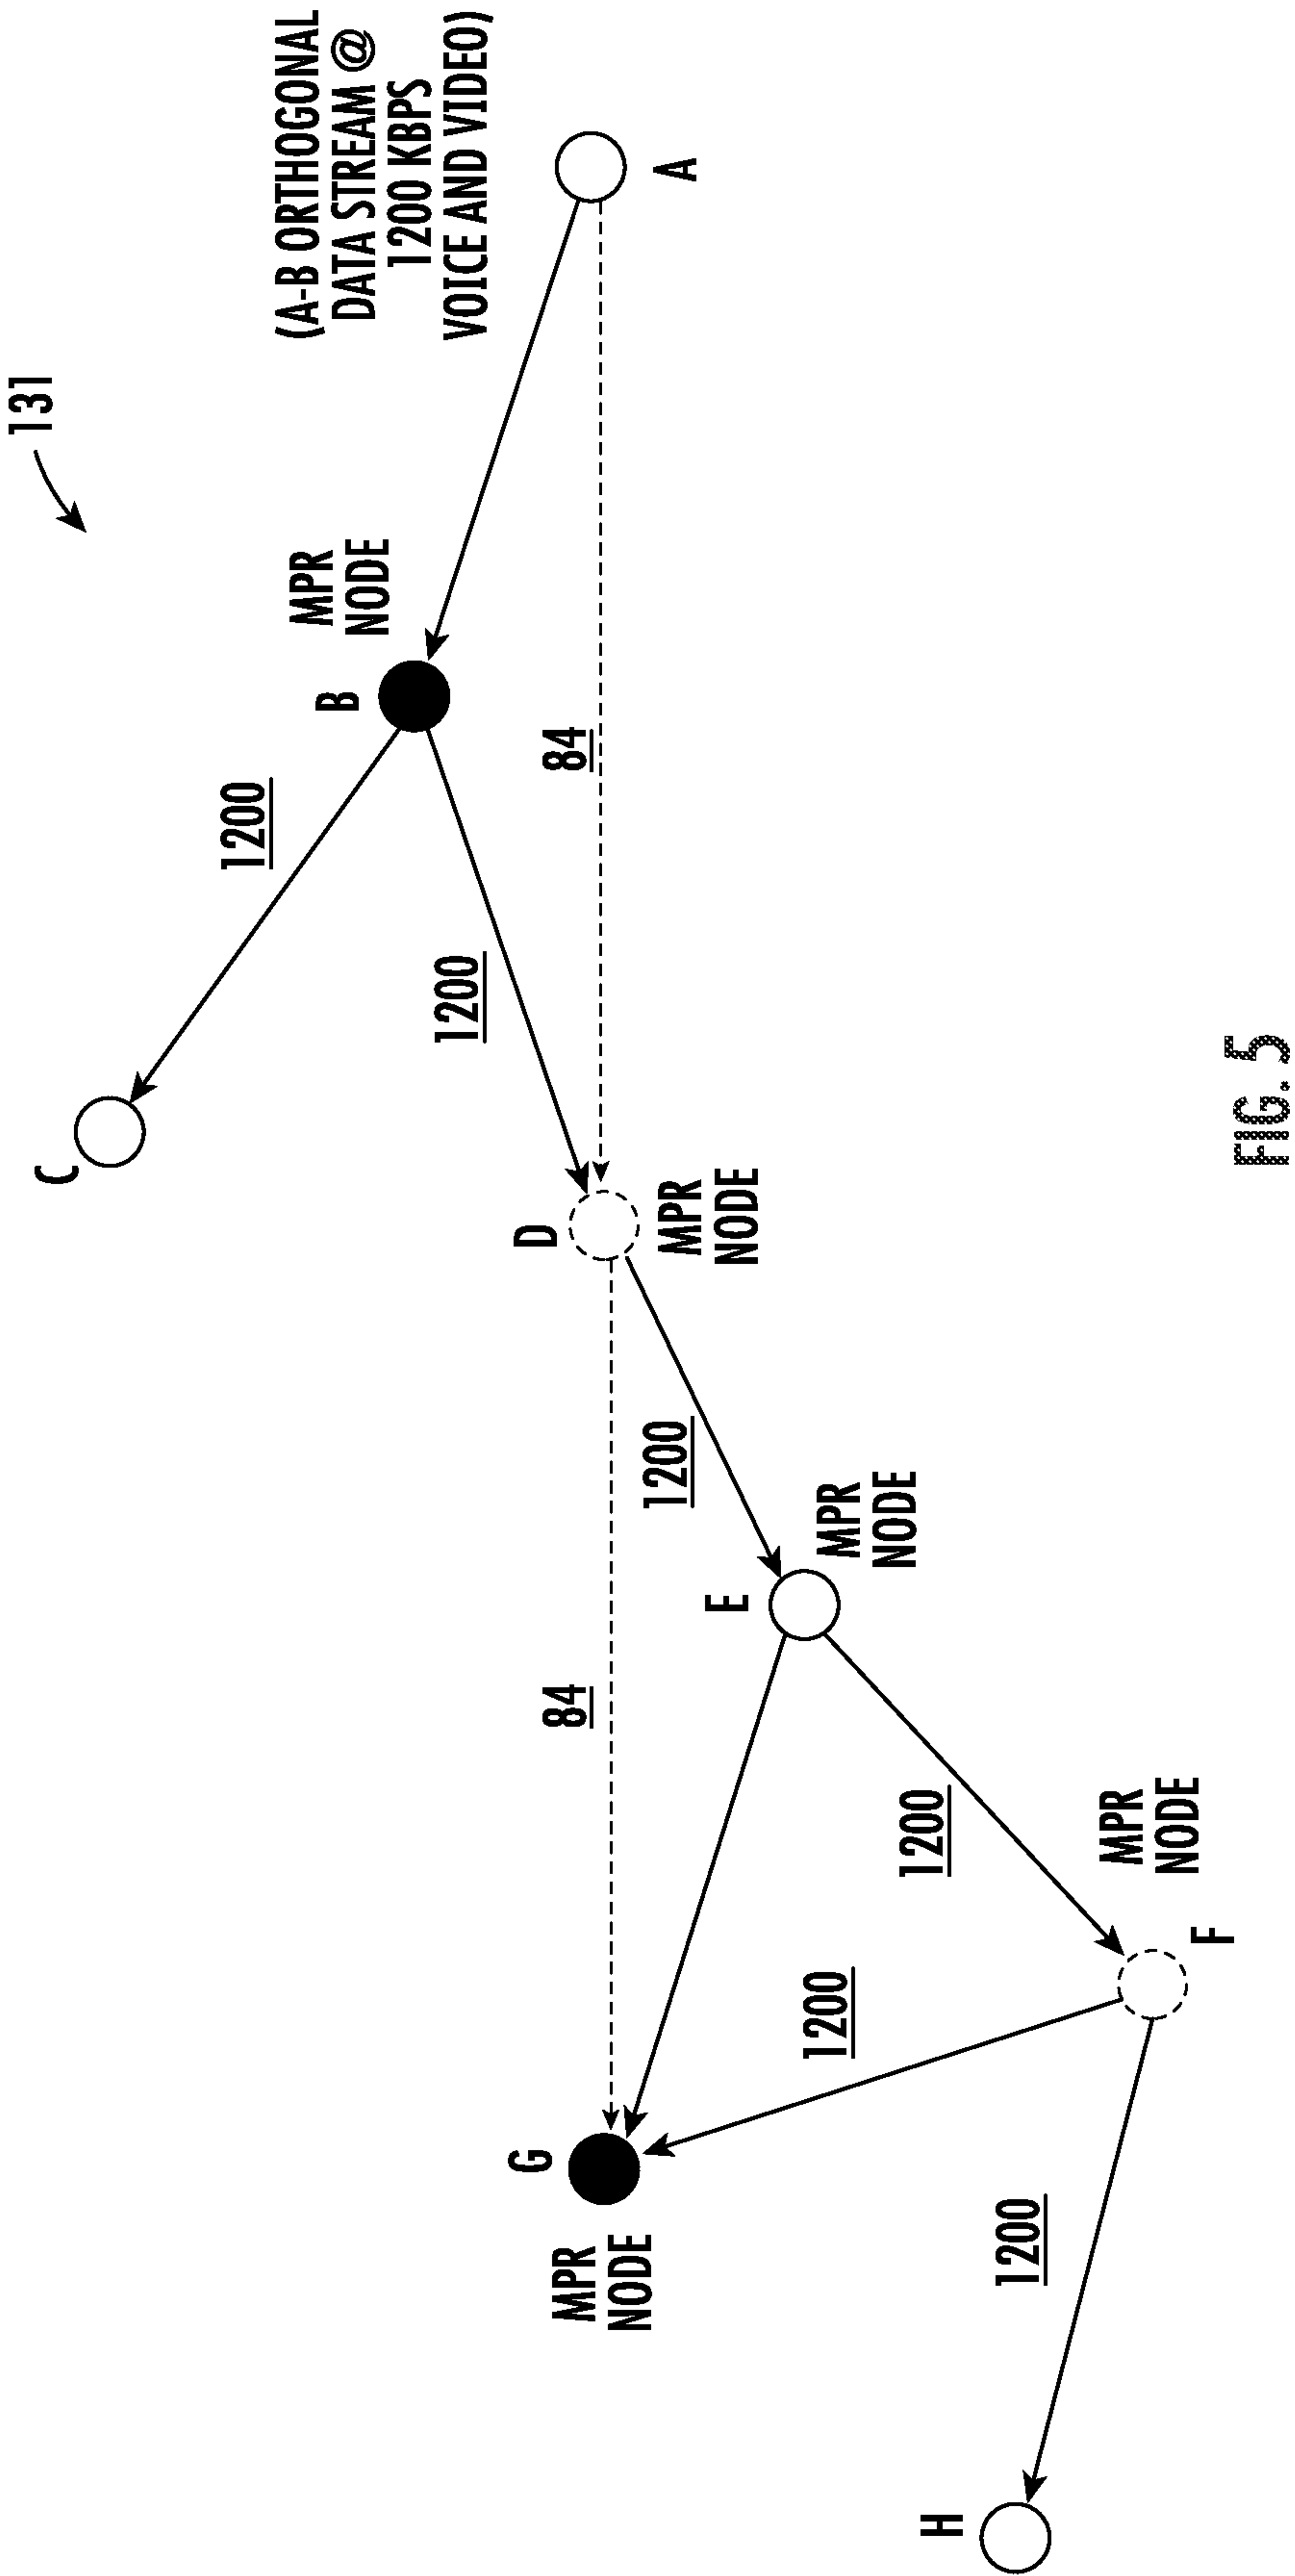 131
(A-B ORTHOGONAL
DATA STREAM @
1200 KBPS
VOICE AND VIDEO)
A
MPR
NODE
B
84
1200
1200
C
D
MPR
NODE
84
1200
E
MPR
NODE
1200
MPR
NODE
F
1200
G
MPR
NODE
1200
H
FIG. 5